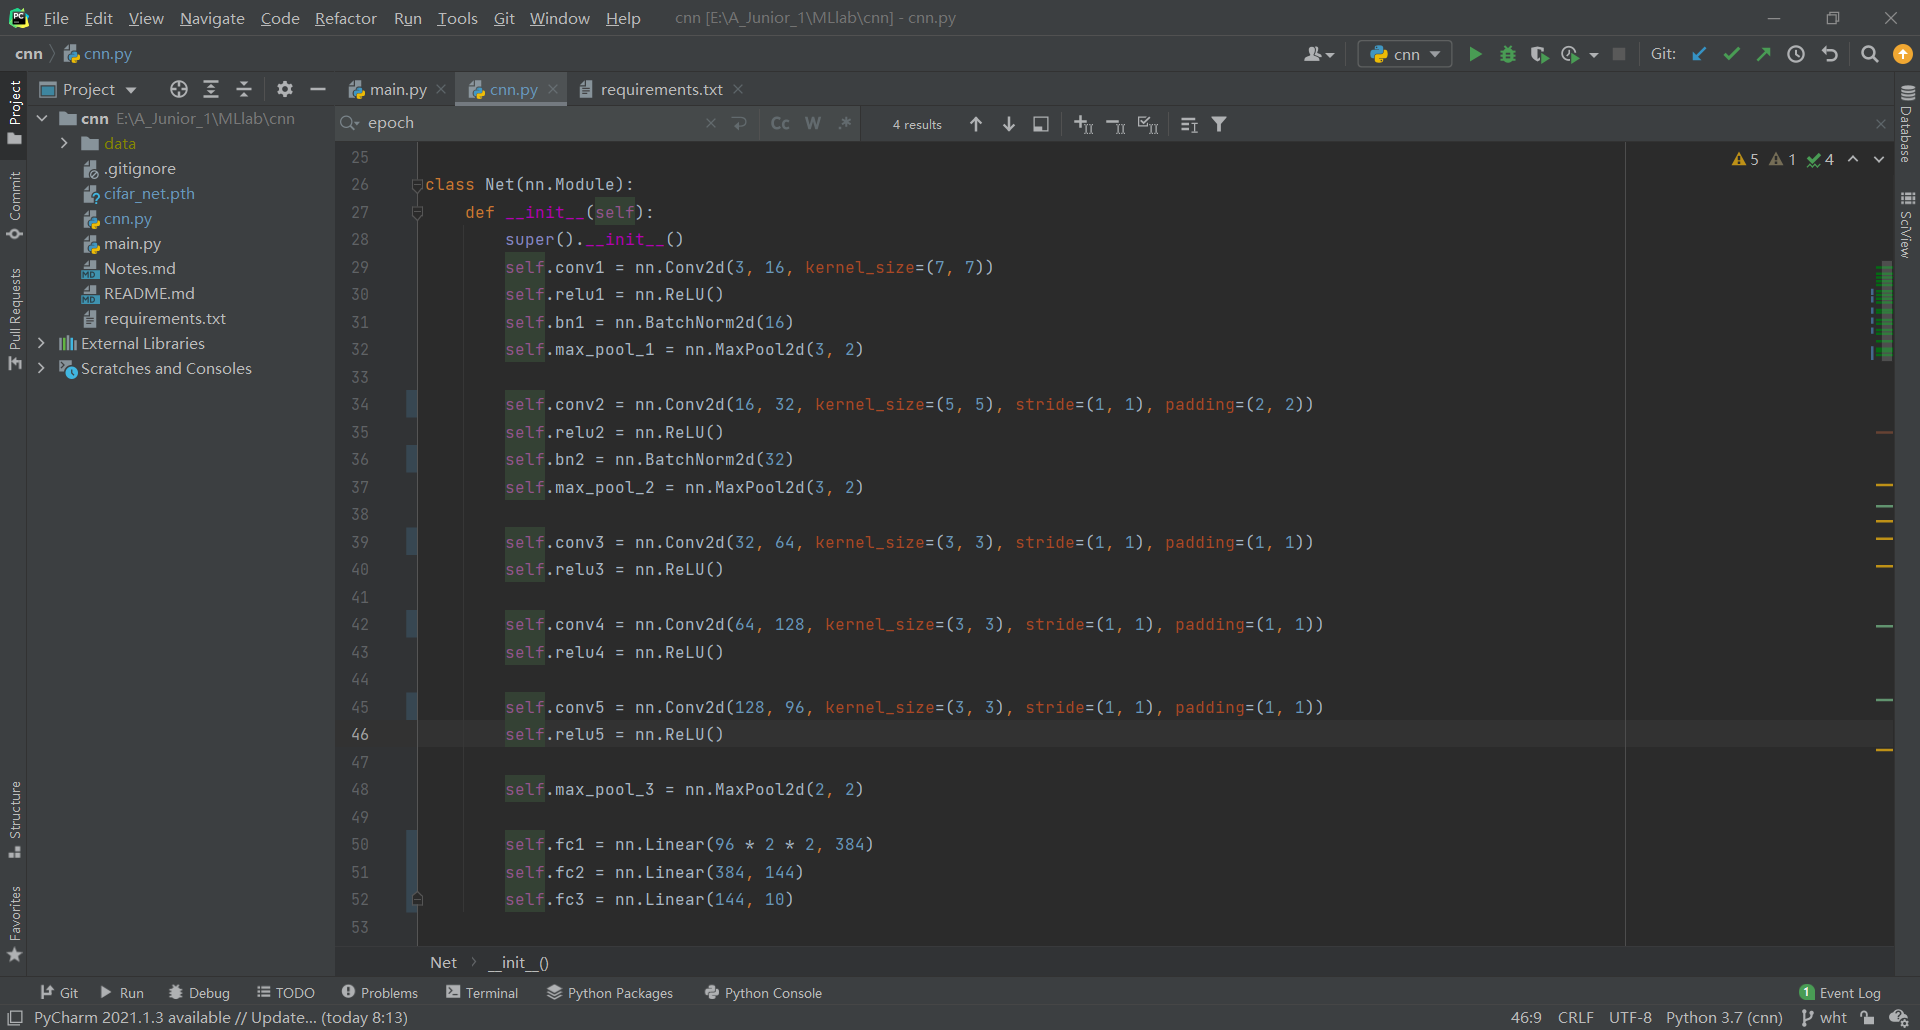 File Edit View Navigate Code Refactor Run Tools Git Window Help cnn [E:\A_Junior_1\MLlab\cnn] - cnn.py
cnn cnn.py cnn Git:
Project main.py cnn.py requirements.txt
cnn E:\A_Junior_1\MLlab\cnn
data
.gitignore
cifar_net.pth
cnn.py
main.py
Notes.md
README.md
requirements.txt
External Libraries
Scratches and Consoles
Project
Commit
Pull Requests
Structure
Favorites
epoch Cc W .* 4 results
5 1 4
25
26 class Net(nn.Module):
27 def __init__(self):
28 super().__init__()
29 self.conv1 = nn.Conv2d(3, 16, kernel_size=(7, 7))
30 self.relu1 = nn.ReLU()
31 self.bn1 = nn.BatchNorm2d(16)
32 self.max_pool_1 = nn.MaxPool2d(3, 2)
33
34 self.conv2 = nn.Conv2d(16, 32, kernel_size=(5, 5), stride=(1, 1), padding=(2, 2))
35 self.relu2 = nn.ReLU()
36 self.bn2 = nn.BatchNorm2d(32)
37 self.max_pool_2 = nn.MaxPool2d(3, 2)
38
39 self.conv3 = nn.Conv2d(32, 64, kernel_size=(3, 3), stride=(1, 1), padding=(1, 1))
40 self.relu3 = nn.ReLU()
41
42 self.conv4 = nn.Conv2d(64, 128, kernel_size=(3, 3), stride=(1, 1), padding=(1, 1))
43 self.relu4 = nn.ReLU()
44
45 self.conv5 = nn.Conv2d(128, 96, kernel_size=(3, 3), stride=(1, 1), padding=(1, 1))
46 self.relu5 = nn.ReLU()
47
48 self.max_pool_3 = nn.MaxPool2d(2, 2)
49
50 self.fc1 = nn.Linear(96 * 2 * 2, 384)
51 self.fc2 = nn.Linear(384, 144)
52 self.fc3 = nn.Linear(144, 10)
53
Net __init__()
Database
SciView
Git Run Debug TODO Problems Terminal Python Packages Python Console 1 Event Log
PyCharm 2021.1.3 available // Update... (today 8:13) 46:9 CRLF UTF-8 Python 3.7 (cnn) wht